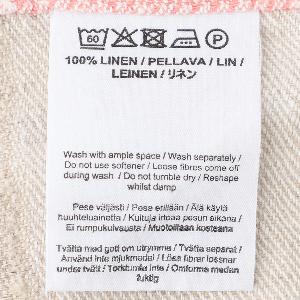 60 P
100% LINEN / PELLAVA / LIN /
LEINEN / リネン
Wash with ample space / Wash separately /
Do not use softener / Loose fibres come off
during wash / Do not tumble dry / Reshape
whilst damp
Pese väljästi / Pese erillään / Älä käylä
huuhteluainetta / Kuituja irtoaa pesun aikana /
Ei rumpukuivausta / Muotoillaan kosteana
Tvätta med gott om utrymme / Tvätta separat /
Använd inte mjukmedel / Lösa fibrer lossnar
under tvätt / Torktumla inte / Omforma medan
fuktig